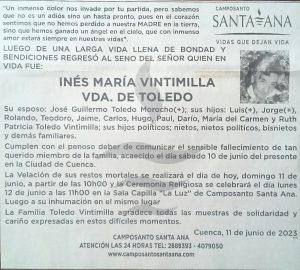 "Un inmenso dolor nos invade por tu partida, pero sabemos
que no es un adiós sino un hasta pronto, pues en el corazón
sentimos que no hemos perdido a nuestra MADRE en la tierra,
sino que hemos ganado un ángel en el cielo, que con inmenso
amor estara siempre en nuestras vidas".
CAMPOSANTO
SANTA ANA
VIDAS QUE DEJAN VIDA
LUEGO DE UNA LARGA VIDA LLENA DE BONDAD Y
BENDICIONES REGRESÓ AL SENO DEL SEÑOR QUIEN EN
VIDA FUE:
INÉS MARÍA VINTIMILLA
VDA. DE TOLEDO
Su esposo: José Guillermo Toledo Morocho(+); sus hijos: Luis(+), Jorge(+),
Rolando, Teodoro, Jaime, Carlos, Hugo, Paul, Darío, María del Carmen y Ruth
Patricia Toledo Vintimilla; sus hijos políticos; nietos, nietos políticos, bisnietos
y demás familiares.
Cumplen con el penoso deber de comunicar el sensible fallecimiento de tan
querido miembro de la familia, acaecido el día sábado 10 de junio del presente
en la Ciudad de Cuenca.
La Velación de sus restos mortales se realizará el día de hoy, domingo 11 de
junio, a partir de las 10h00 y la Ceremonia Religiosa se celebrará el día lunes
12 de junio a las 11h00 en la Sala Capilla "La Luz" de Camposanto Santa Ana.
Luego a su inhumación en el mismo lugar
La Familia Toledo Vintimilla agradece todas las muestras de solidaridad y
cariño expresadas en estos difíciles momentos.
Cuenca, 11 de junio de 2023
CAMPOSANTO SANTA ANA
ATENCIÓN LAS 24 HORAS TEL: 2888393 - 4079050
www.camposantosantaana.com